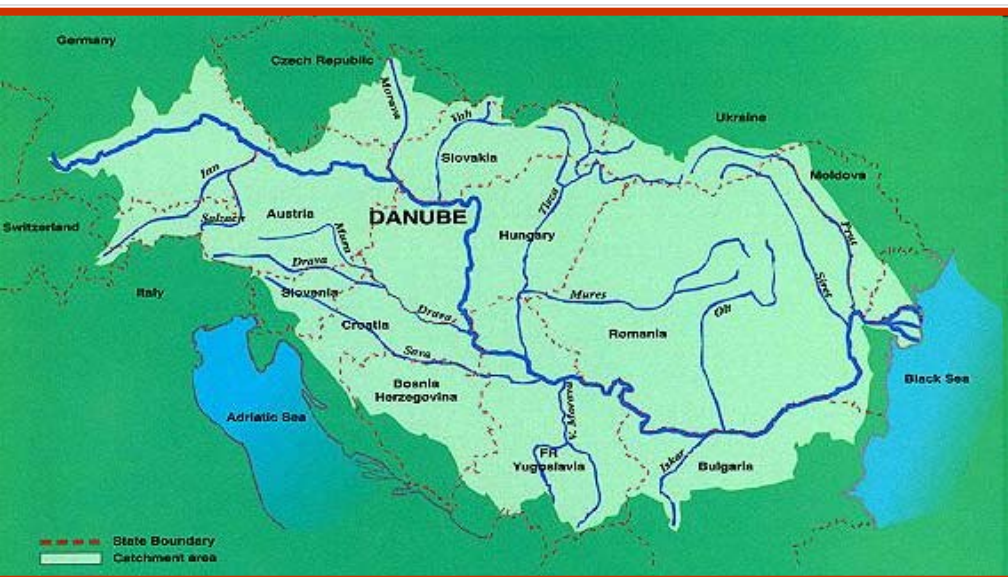 Germany
Czech Republic
Ukraine
Morava
Vah
Slovakia
Moldova
Inn
Salzach
Austria
DANUBE
Tisza
Switzerland
Hungary
Mura
Prut
Drava
Italy
Slovenia
Mures
Siret
Olt
Drava
Croatia
Romania
Sava
Bosnia
Herzegovina
Black Sea
Adriatic Sea
V. Morava
FR
Yugoslavia
Iskar
Bulgaria
State Boundary
Catchment area